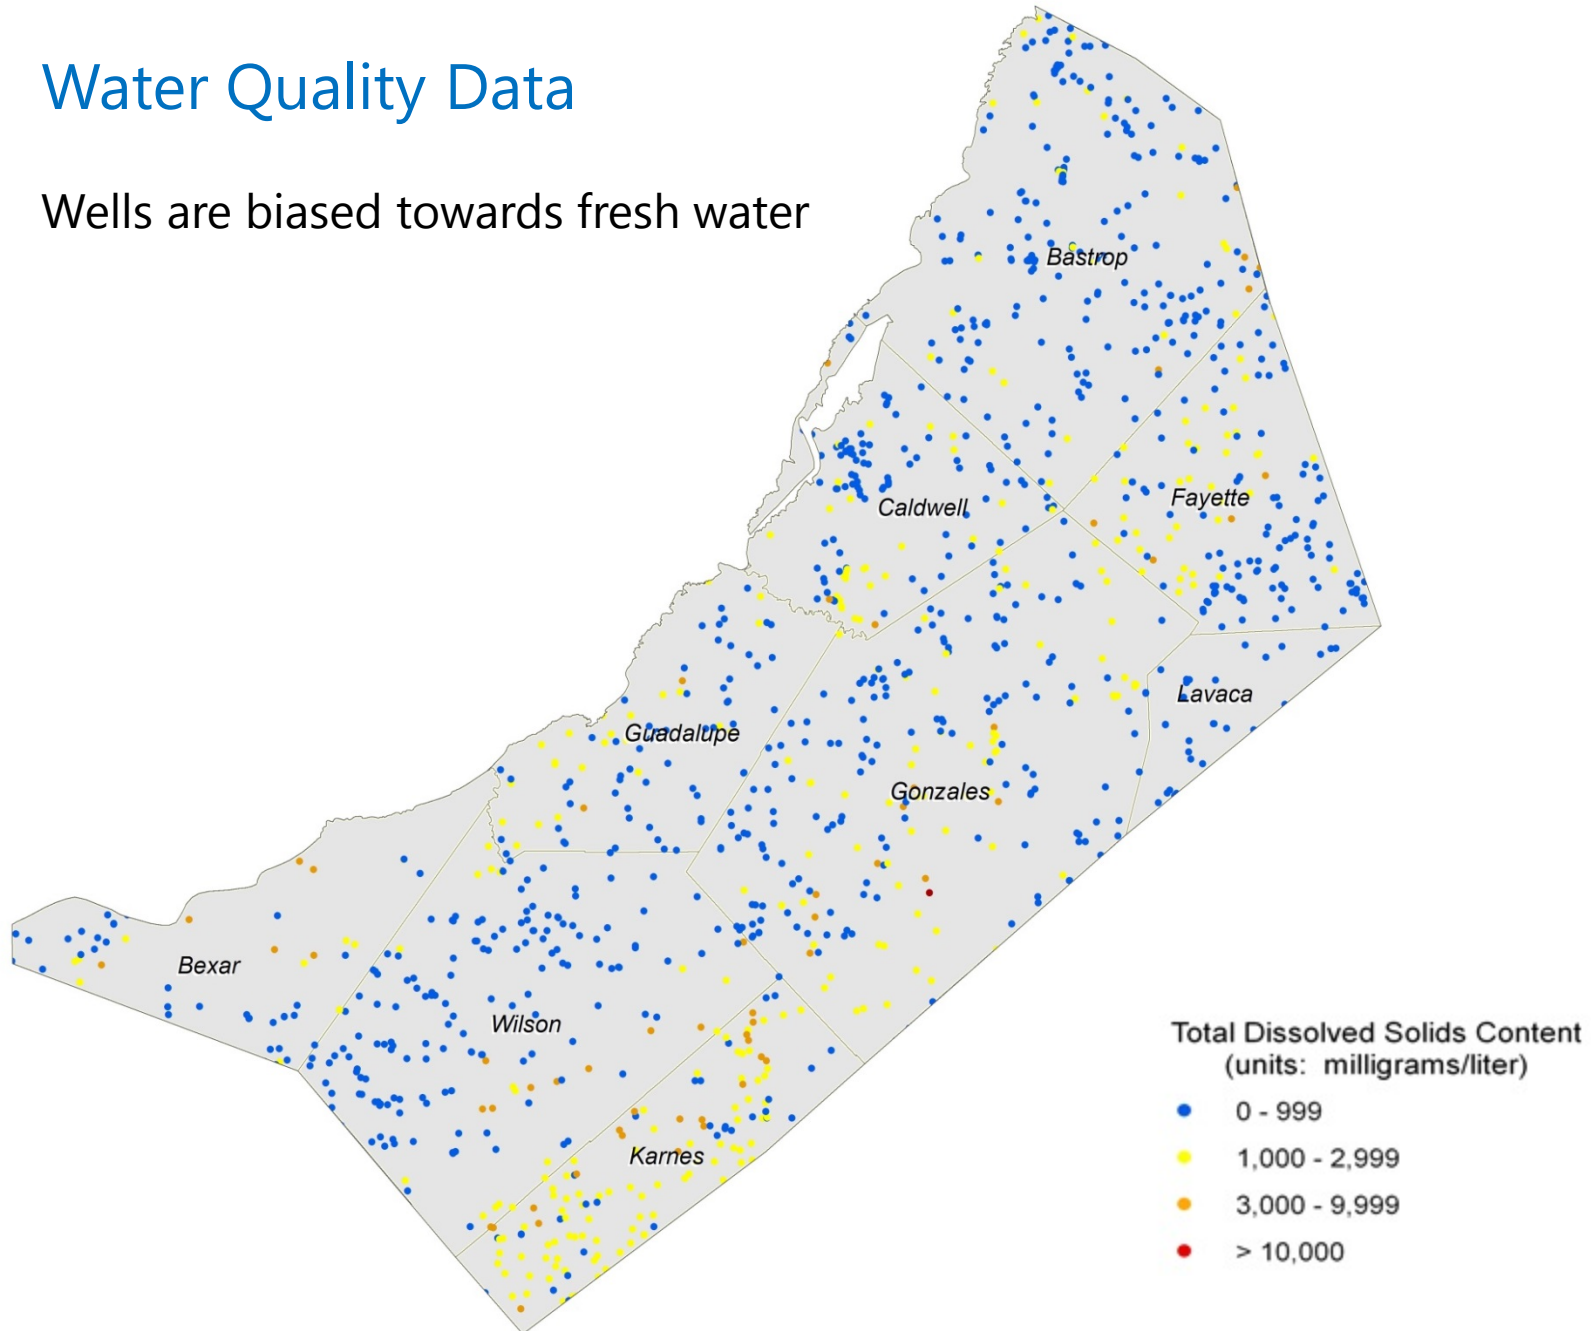 Water Quality Data
Wells are biased towards fresh water
Bastrop
Caldwell
Fayette
Lavaca
Guadalupe
Gonzales
Bexar
Wilson
Karnes
Total Dissolved Solids Content
(units: milligrams/liter)
0 - 999
1,000 - 2,999
3,000 - 9,999
> 10,000